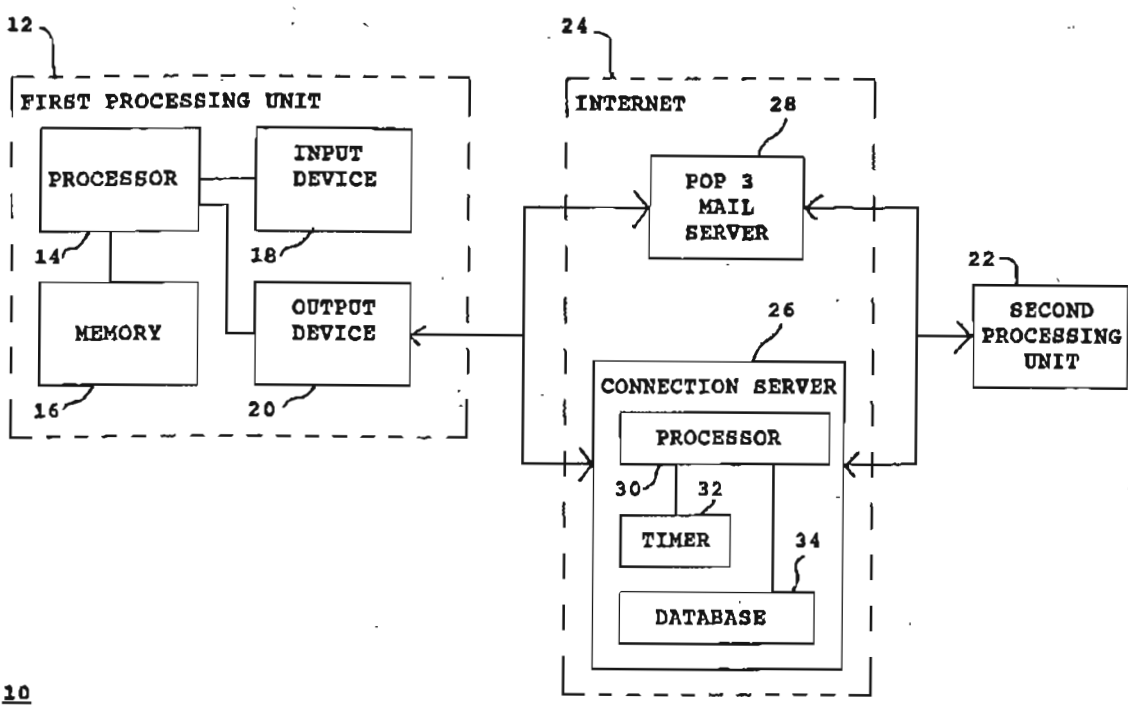 12
FIRST PROCESSING UNIT
PROCESSOR
14
INPUT
DEVICE
18
MEMORY
16
OUTPUT
DEVICE
20
24
INTERNET
28
POP 3
MAIL
SERVER
26
CONNECTION SERVER
PROCESSOR
30
32
TIMER
34
DATABASE
22
SECOND
PROCESSING
UNIT
10